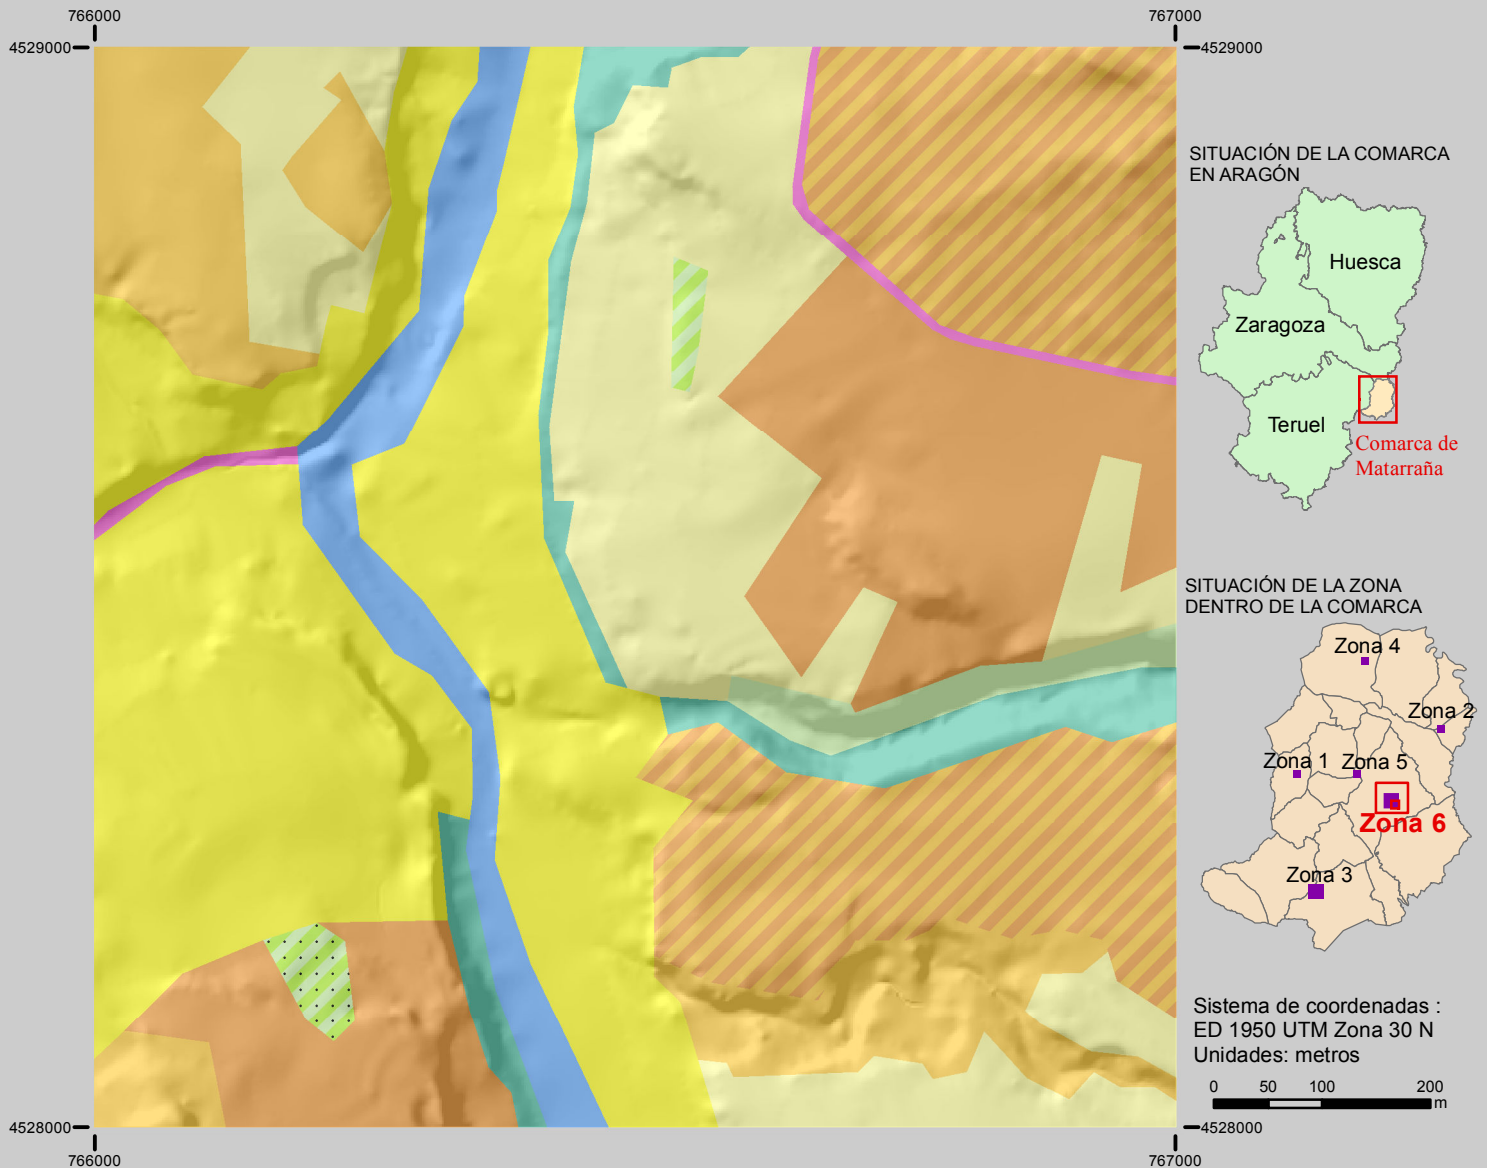 766000
767000
4529000
4529000
SITUACIÓN DE LA COMARCA
EN ARAGÓN
Huesca
Zaragoza
Teruel
Comarca de
Matarraña
SITUACIÓN DE LA ZONA
DENTRO DE LA COMARCA
Zona 4
Zona 2
Zona 1
Zona 5
Zona 6
Zona 3
Sistema de coordenadas :
ED 1950 UTM Zona 30 N
Unidades: metros
0 50 100 200
m
4528000
4528000
766000
767000